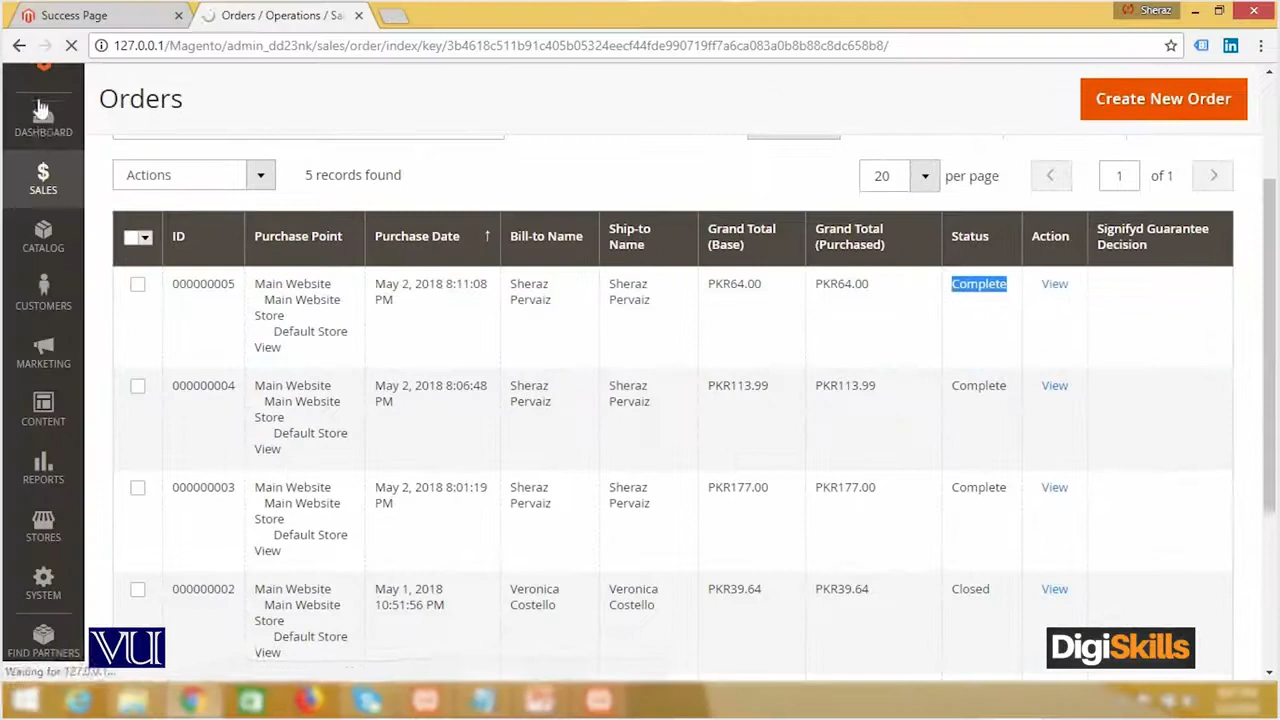 Success Page
Orders / Operations / Sa
Sheraz
127.0.0.1/Magento/admin_dd23nk/sales/order/index/key/3b4618c511b91c405b05324eecf44fde990719ff7a6ca083a0b8b88c8dc658b8/
Orders
Create New Order
DASHBOARD
SALES
CATALOG
CUSTOMERS
MARKETING
CONTENT
REPORTS
STORES
SYSTEM
FIND PARTNERS
Actions
5 records found
20 per page
1 of 1
ID
Purchase Point
Purchase Date ↑
Bill-to Name
Ship-to
Name
Grand Total
(Base)
Grand Total
(Purchased)
Status
Action
Signifyd Guarantee
Decision
000000005
Main Website
Main Website
Store
Default Store
View
May 2, 2018 8:11:08
PM
Sheraz
Pervaiz
Sheraz
Pervaiz
PKR64.00
PKR64.00
Complete
View
000000004
Main Website
Main Website
Store
Default Store
View
May 2, 2018 8:06:48
PM
Sheraz
Pervaiz
Sheraz
Pervaiz
PKR113.99
PKR113.99
Complete
View
000000003
Main Website
Main Website
Store
Default Store
View
May 2, 2018 8:01:19
PM
Sheraz
Pervaiz
Sheraz
Pervaiz
PKR177.00
PKR177.00
Complete
View
000000002
Main Website
Main Website
Store
Default Store
View
May 1, 2018
10:51:56 PM
Veronica
Costello
Veronica
Costello
PKR39.64
PKR39.64
Closed
View
VU
DigiSkills
Waiting for 127.0.0.1...